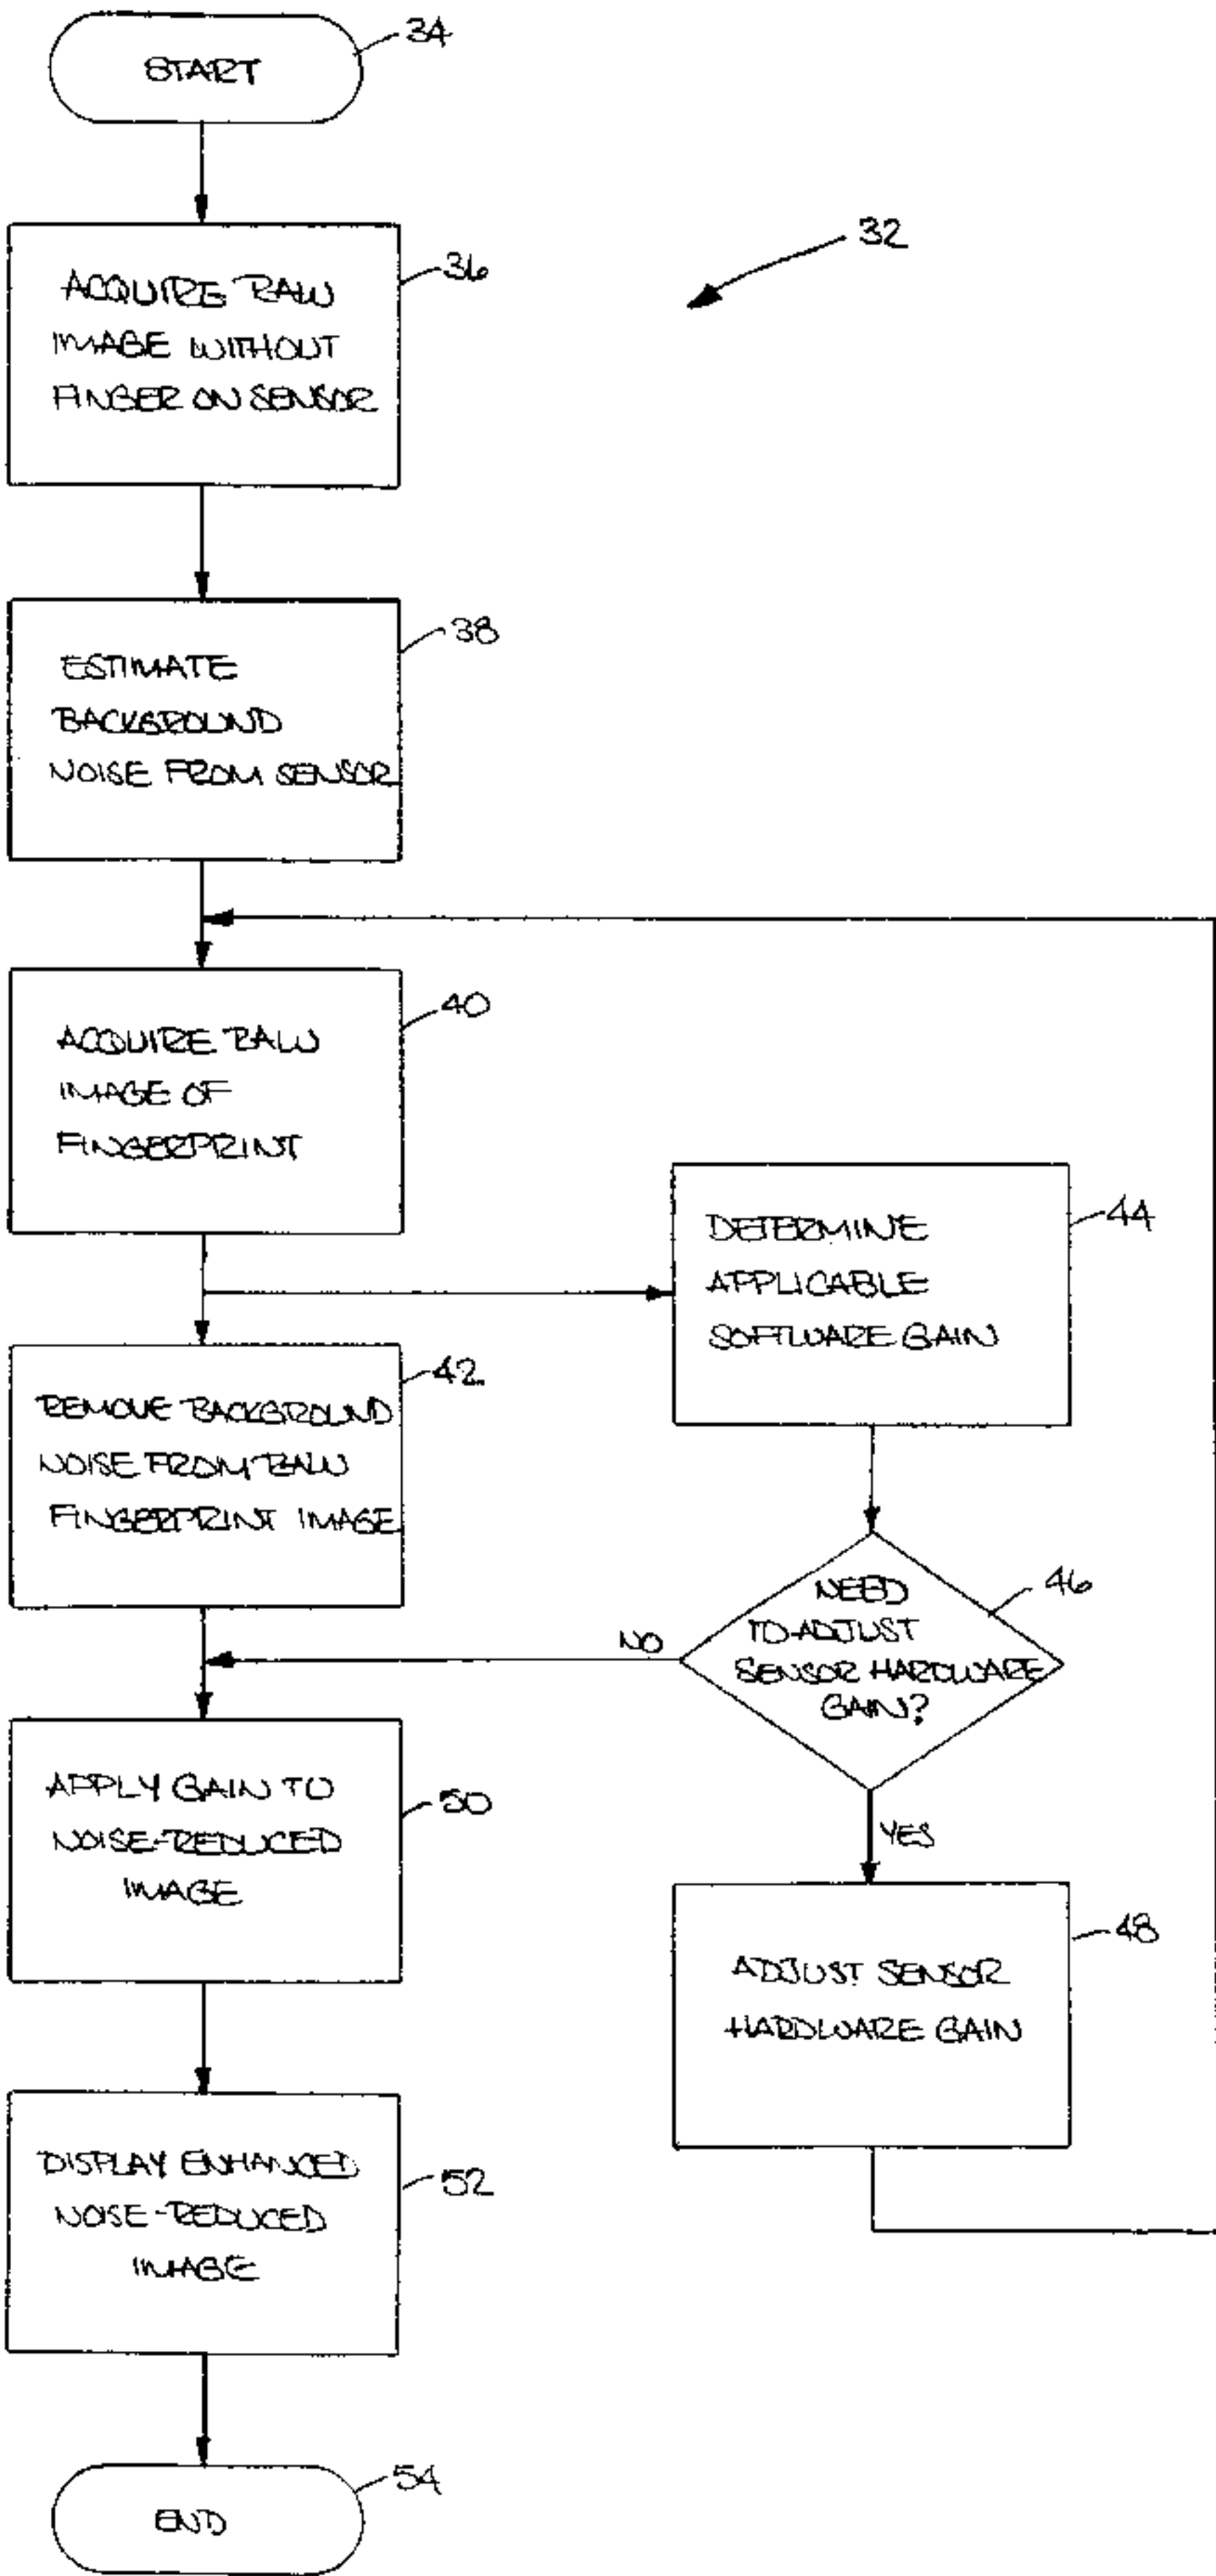 34
START
32
36
ACQUIRE RAW
IMAGE WITHOUT
FINGER ON SENSOR
38
ESTIMATE
BACKGROUND
NOISE FROM SENSOR
40
ACQUIRE RAW
IMAGE OF
FINGERPRINT
44
DETERMINE
APPLICABLE
SOFTWARE GAIN
42
REMOVE BACKGROUND
NOISE FROM RAW
FINGERPRINT IMAGE
46
NEED
TO ADJUST
SENSOR HARDWARE
GAIN?
NO
YES
50
APPLY GAIN TO
NOISE-REDUCED
IMAGE
48
ADJUST SENSOR
HARDWARE GAIN
52
DISPLAY ENHANCED
NOISE-REDUCED
IMAGE
54
END